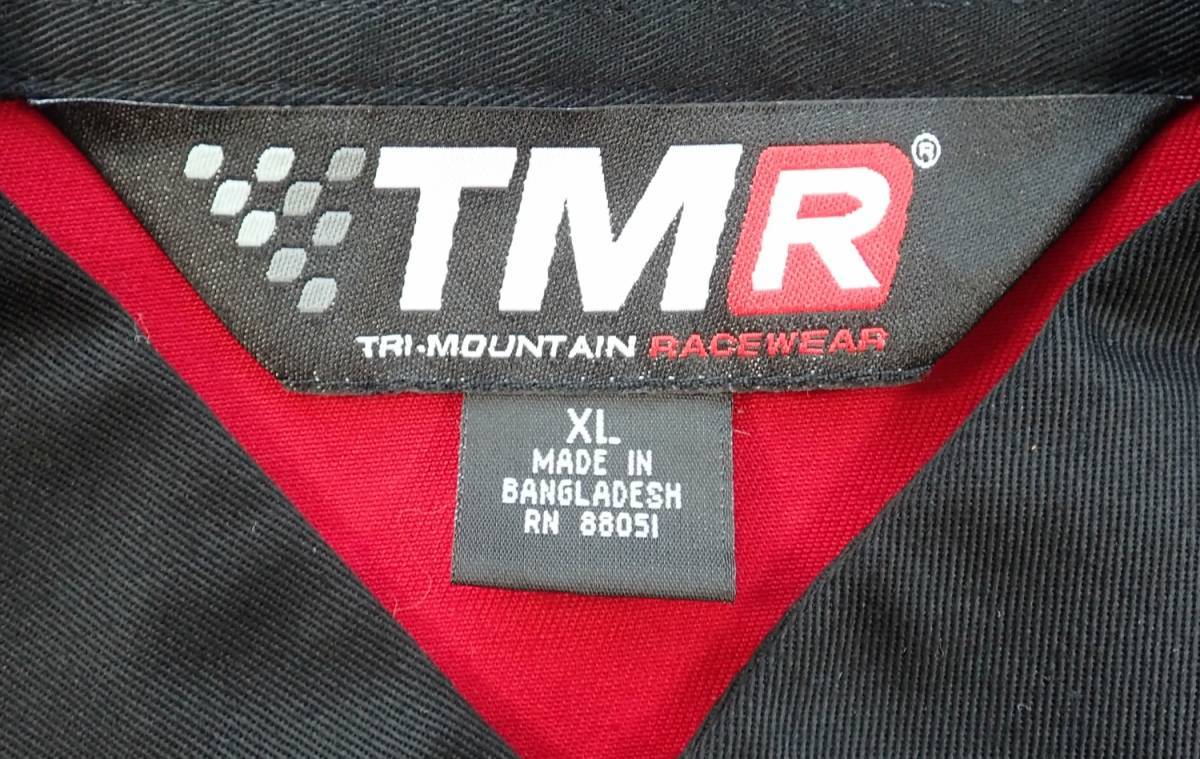 TMR®
TRI-MOUNTAIN RACEWEAR
XL
MADE IN
BANGLADESH
RN 88051